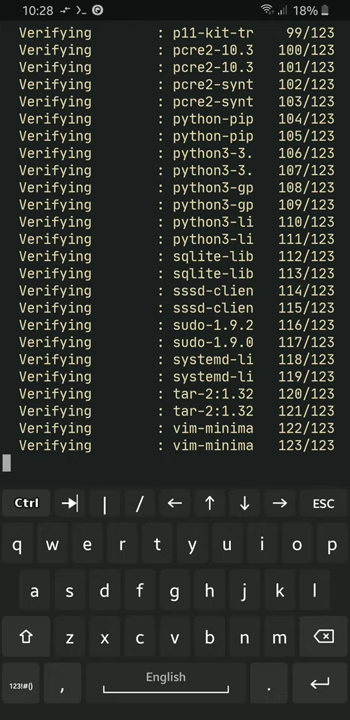 10:28 18%
Verifying : p11-kit-tr 99/123
Verifying : pcre2-10.3 100/123
Verifying : pcre2-10.3 101/123
Verifying : pcre2-synt 102/123
Verifying : pcre2-synt 103/123
Verifying : python-pip 104/123
Verifying : python-pip 105/123
Verifying : python3-3. 106/123
Verifying : python3-3. 107/123
Verifying : python3-gp 108/123
Verifying : python3-gp 109/123
Verifying : python3-li 110/123
Verifying : python3-li 111/123
Verifying : sqlite-lib 112/123
Verifying : sqlite-lib 113/123
Verifying : sssd-clien 114/123
Verifying : sssd-clien 115/123
Verifying : sudo-1.9.2 116/123
Verifying : sudo-1.9.0 117/123
Verifying : systemd-li 118/123
Verifying : systemd-li 119/123
Verifying : tar-2:1.32 120/123
Verifying : tar-2:1.32 121/123
Verifying : vim-minima 122/123
Verifying : vim-minima 123/123
Ctrl | / ← ↑ ↓ → ESC
q w e r t y u i o p
a s d f g h j k l
z x c v b n m
123!#() , English .